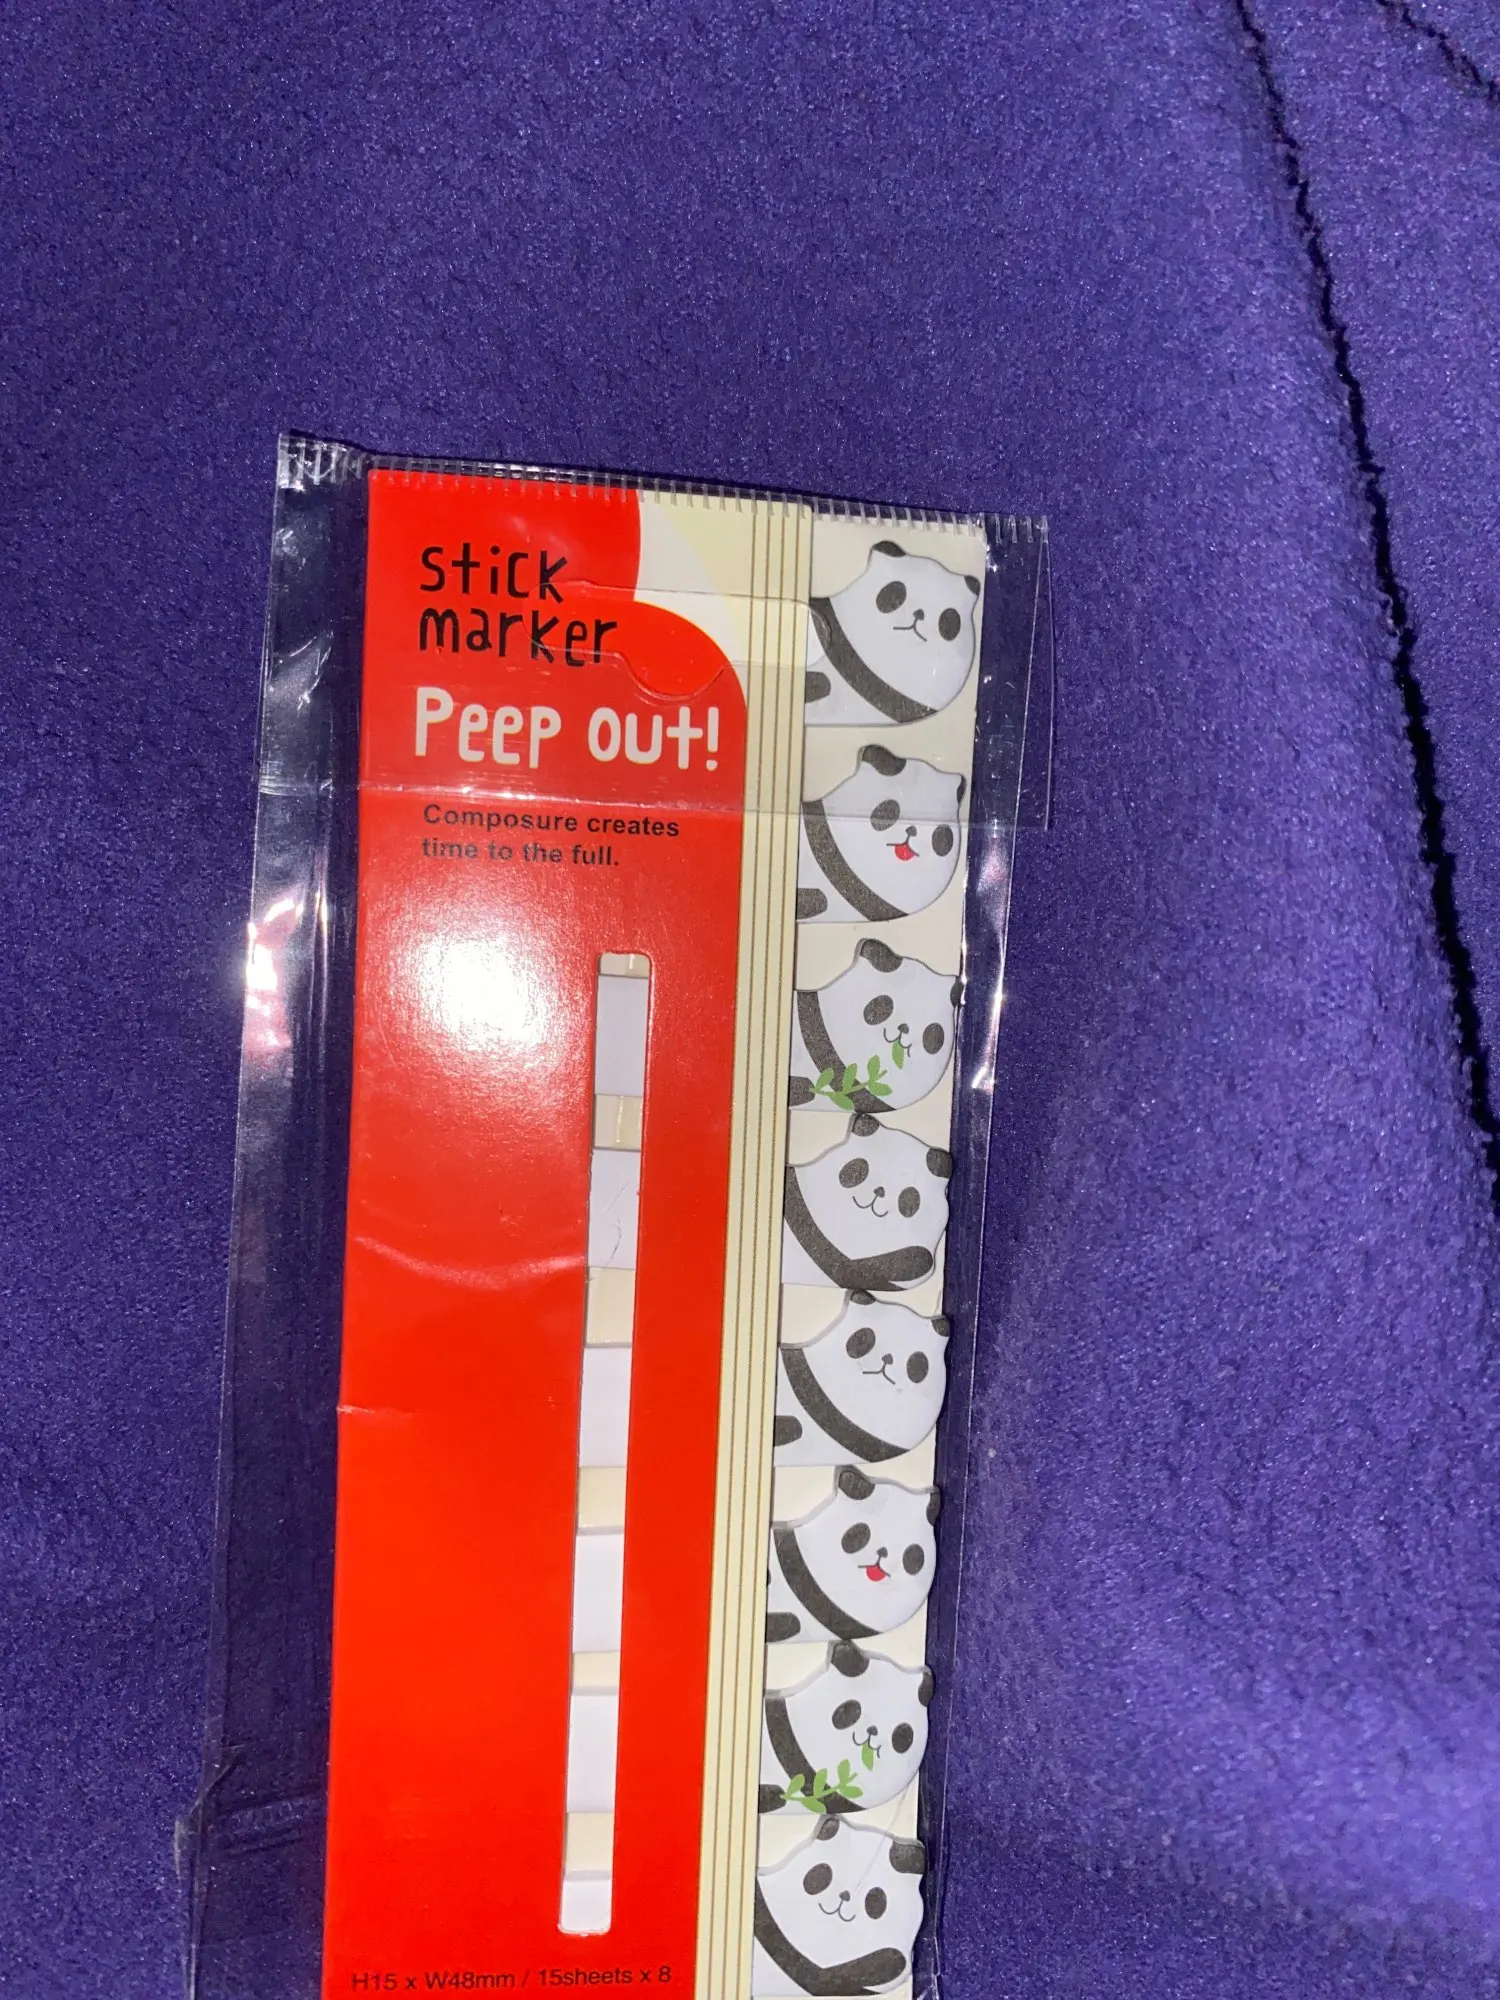 stick
marker
Peep out!
Composure creates
time to the full.
H15 x W48mm / 15sheets x 8